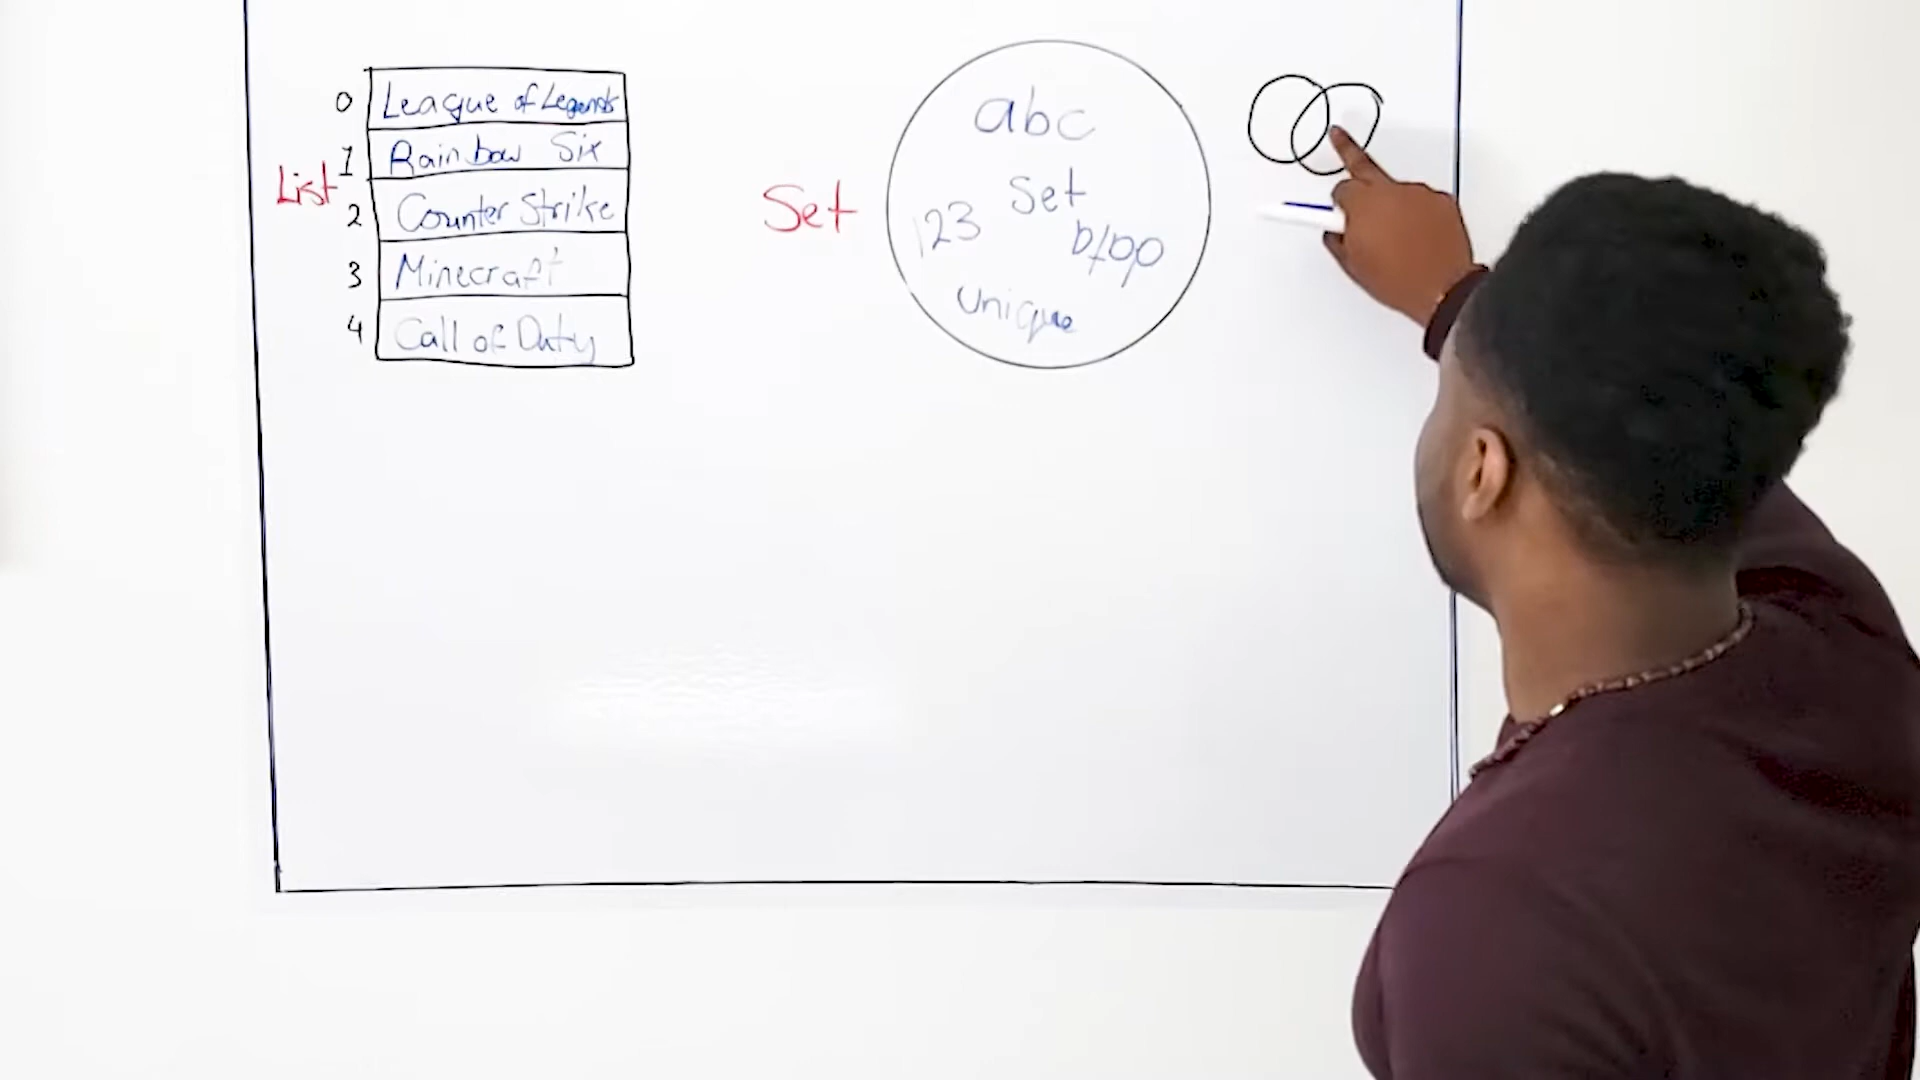 0 League of Legends
1 Rainbow Six
List
2 Counter Strike
3 Minecraft
4 Call of Duty
Set
abc
Set
123
unique